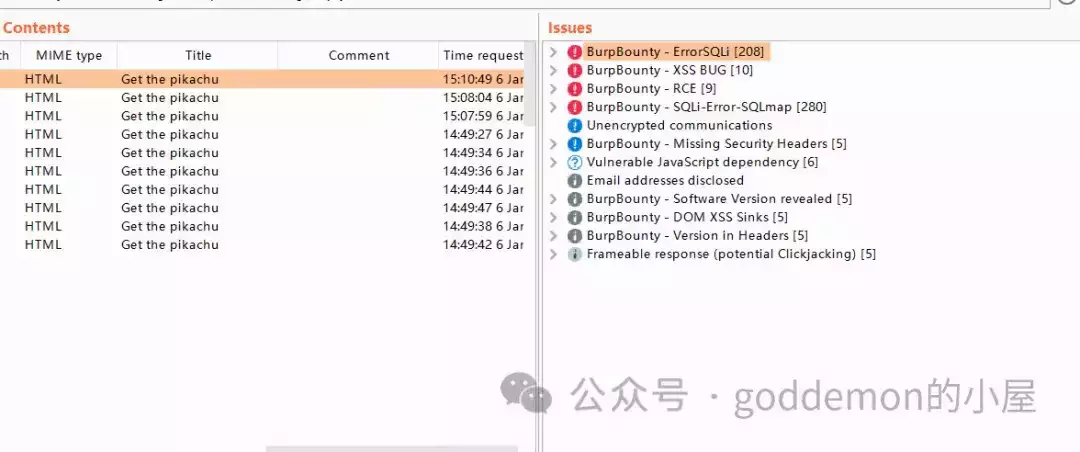 Contents
MIME type Title Comment Time request
HTML Get the pikachu 15:10:49 6 Jar
HTML Get the pikachu 15:08:04 6 Jar
HTML Get the pikachu 15:07:59 6 Jar
HTML Get the pikachu 14:49:27 6 Jar
HTML Get the pikachu 14:49:34 6 Jar
HTML Get the pikachu 14:49:36 6 Jar
HTML Get the pikachu 14:49:44 6 Jar
HTML Get the pikachu 14:49:47 6 Jar
HTML Get the pikachu 14:49:38 6 Jar
HTML Get the pikachu 14:49:42 6 Jar
Issues
BurpBounty - ErrorSQLi [208]
BurpBounty - XSS BUG [10]
BurpBounty - RCE [9]
BurpBounty - SQLi-Error-SQLmap [280]
Unencrypted communications
BurpBounty - Missing Security Headers [5]
Vulnerable JavaScript dependency [6]
Email addresses disclosed
BurpBounty - Software Version revealed [5]
BurpBounty - DOM XSS Sinks [5]
BurpBounty - Version in Headers [5]
Frameable response (potential Clickjacking) [5]
公众号 · goddemon的小屋